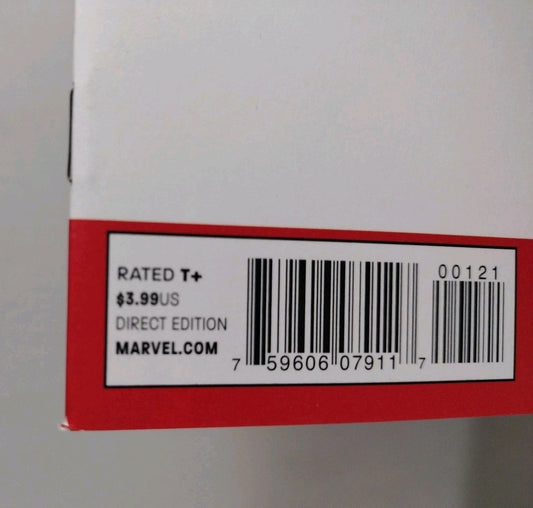 RATED T+
$3.99US
DIRECT EDITION
MARVEL.COM
7 59606 07911 7
00121